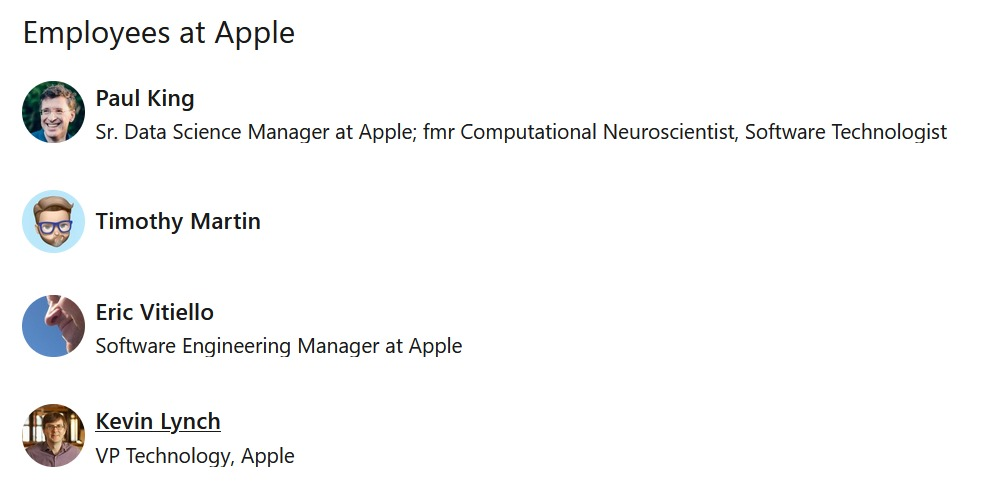 Employees at Apple
Paul King
Sr. Data Science Manager at Apple; fmr Computational Neuroscientist, Software Technologist
Timothy Martin
Eric Vitiello
Software Engineering Manager at Apple
Kevin Lynch
VP Technology, Apple